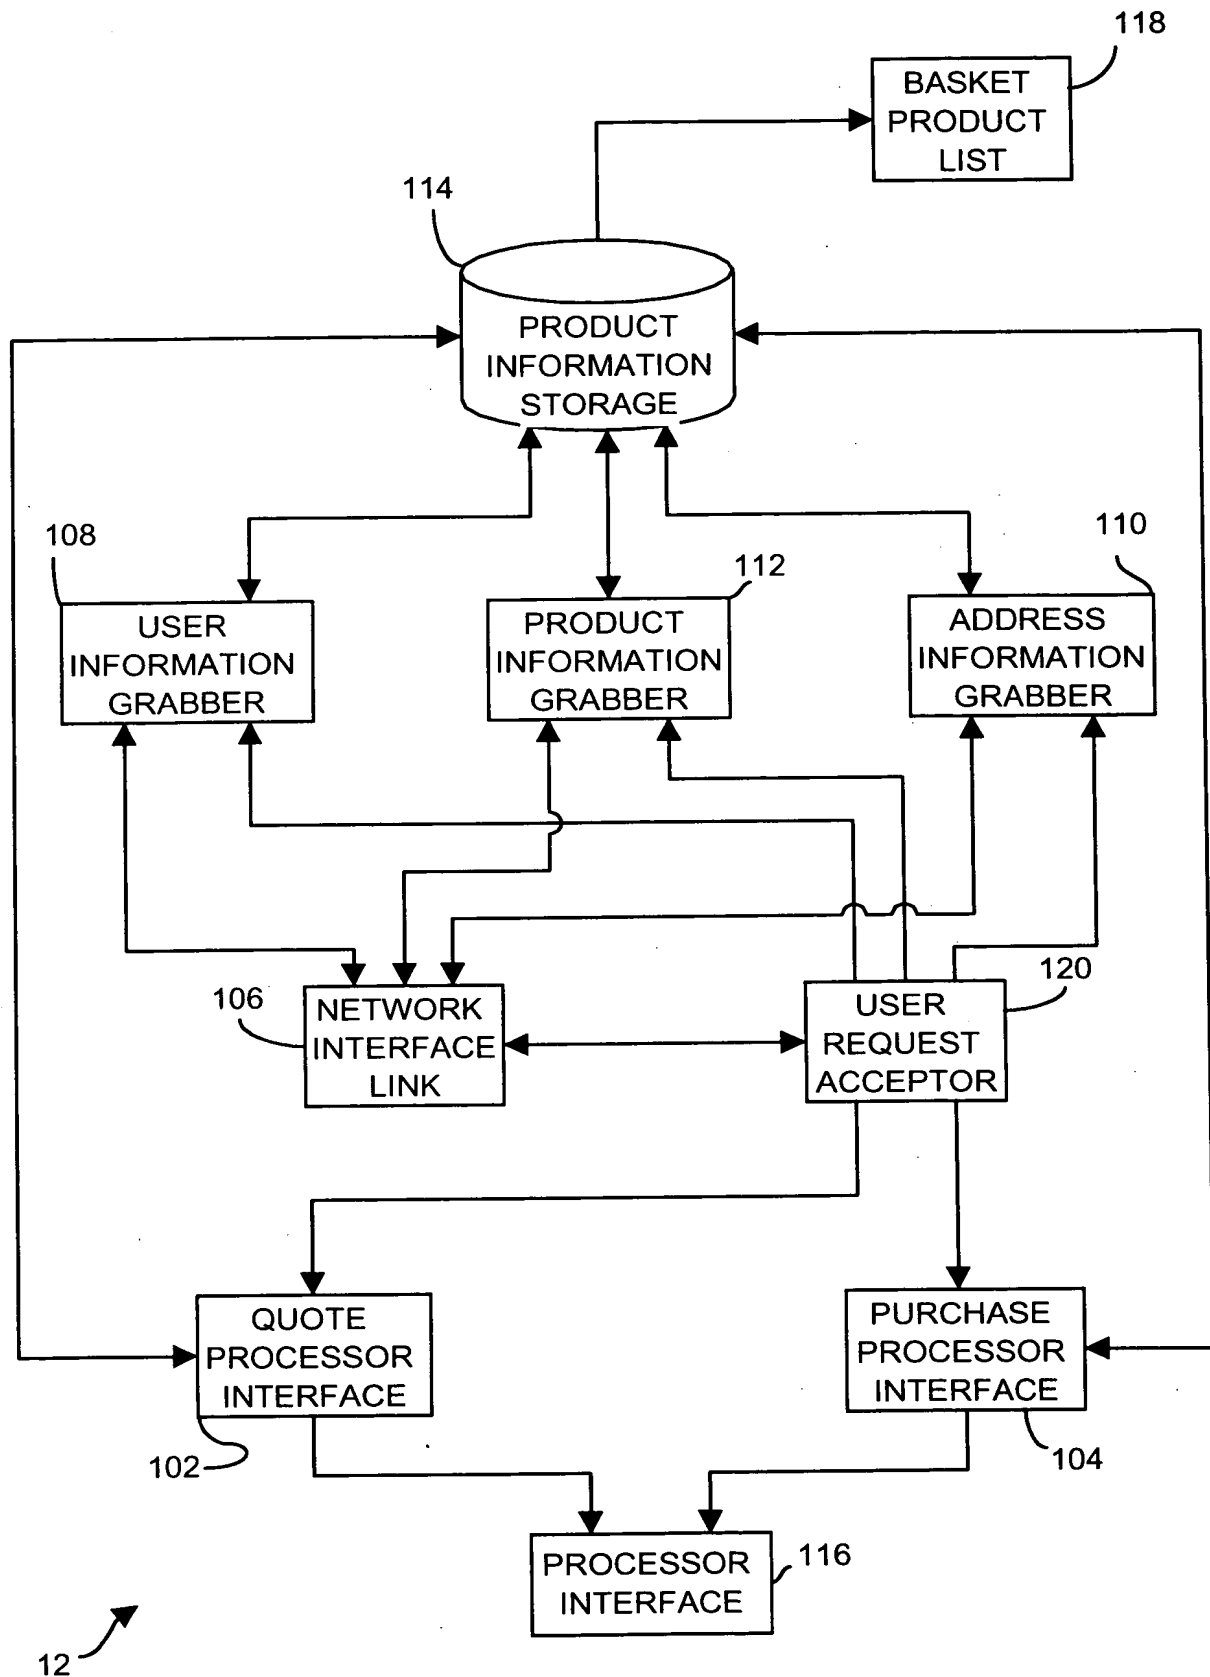 118
BASKET
PRODUCT
LIST
114
PRODUCT
INFORMATION
STORAGE
108
USER
INFORMATION
GRABBER
112
PRODUCT
INFORMATION
GRABBER
110
ADDRESS
INFORMATION
GRABBER
106
NETWORK
INTERFACE
LINK
120
USER
REQUEST
ACCEPTOR
QUOTE
PROCESSOR
INTERFACE
102
PURCHASE
PROCESSOR
INTERFACE
104
PROCESSOR
INTERFACE
116
12